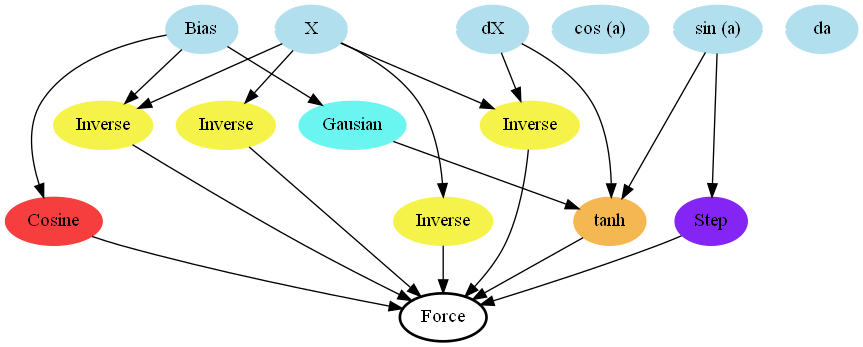 Bias
X
dX
cos (a)
sin (a)
da
Inverse
Inverse
Gausian
Inverse
Cosine
Inverse
tanh
Step
Force